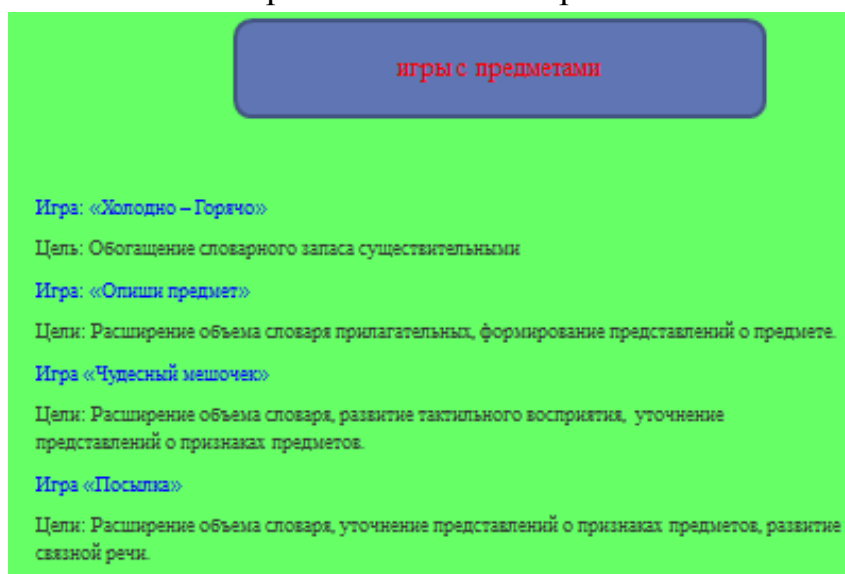 игры с предметами
Игра: «Холодно – Горячо»
Цель: Обогащение словарного запаса существительными
Игра: «Опиши предмет»
Цели: Расширение объема словаря прилагательных, формирование представлений о предмете.
Игра «Чудесный мешочек»
Цели: Расширение объема словаря, развитие тактильного восприятия, уточнение
представлений о признаках предметов.
Игра «Посылка»
Цели: Расширение объема словаря, уточнение представлений о признаках предметов, развитие
связной речи.